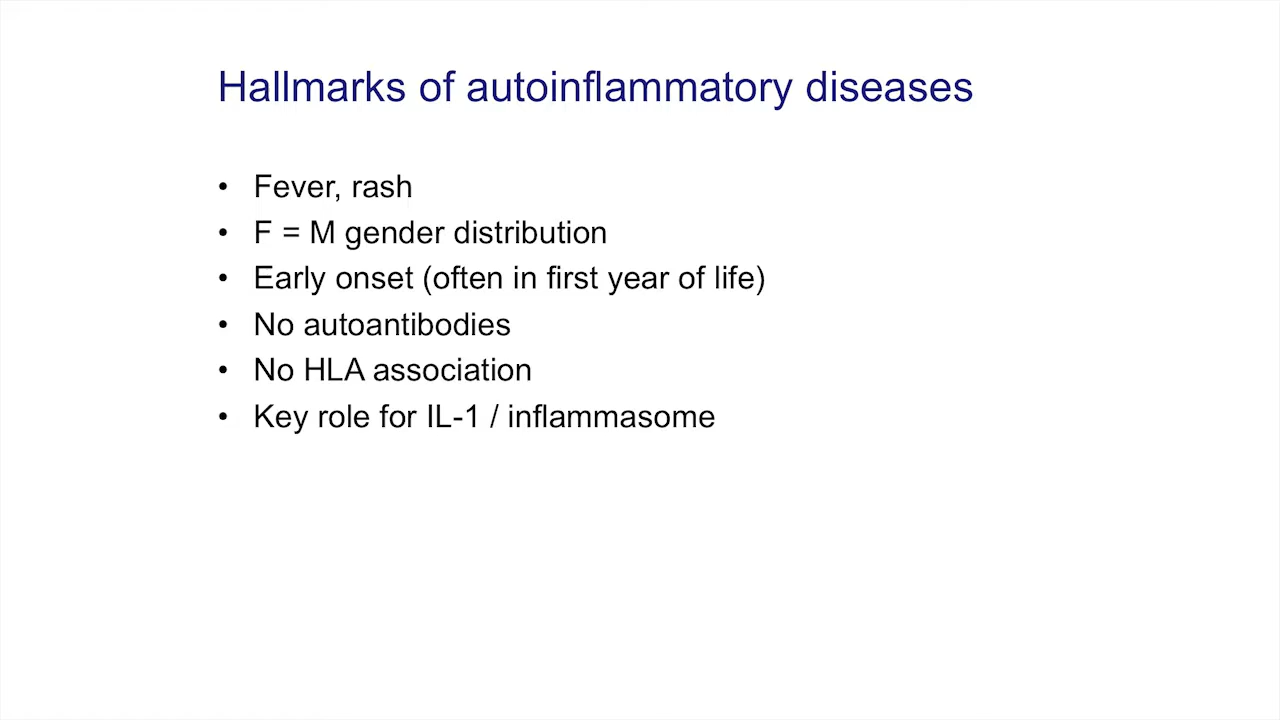 Hallmarks of autoinflammatory diseases
• Fever, rash
• F = M gender distribution
• Early onset (often in first year of life)
• No autoantibodies
• No HLA association
• Key role for IL-1 / inflammasome